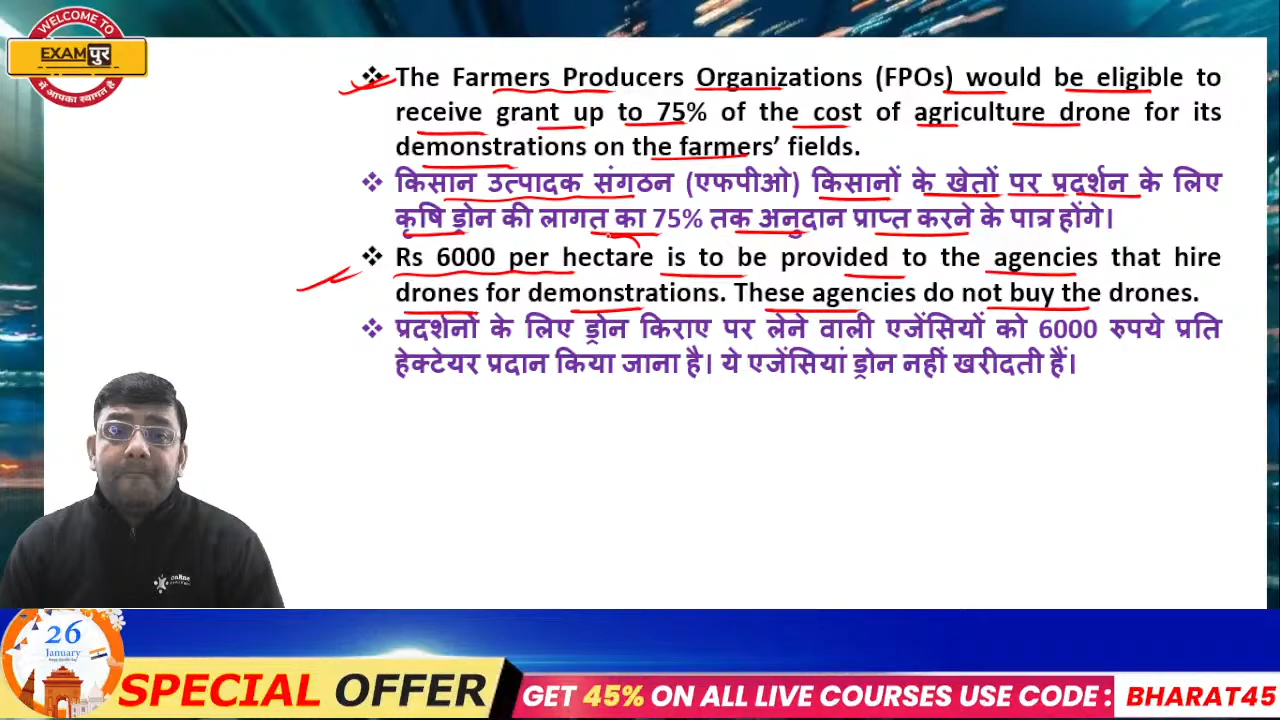 WELCOME TO
EXAMपुर
में आपका स्वागत है
❖ The Farmers Producers Organizations (FPOs) would be eligible to
receive grant up to 75% of the cost of agriculture drone for its
demonstrations on the farmers’ fields.
❖ किसान उत्पादक संगठन (एफपीओ) किसानों के खेतों पर प्रदर्शन के लिए
कृषि ड्रोन की लागत का 75% तक अनुदान प्राप्त करने के पात्र होंगे।
❖ Rs 6000 per hectare is to be provided to the agencies that hire
drones for demonstrations. These agencies do not buy the drones.
❖ प्रदर्शनों के लिए ड्रोन किराए पर लेने वाली एजेंसियों को 6000 रुपये प्रति
हेक्टेयर प्रदान किया जाना है। ये एजेंसियां ड्रोन नहीं खरीदती हैं।
26
January
SPECIAL OFFER
GET 45% ON ALL LIVE COURSES USE CODE : BHARAT45